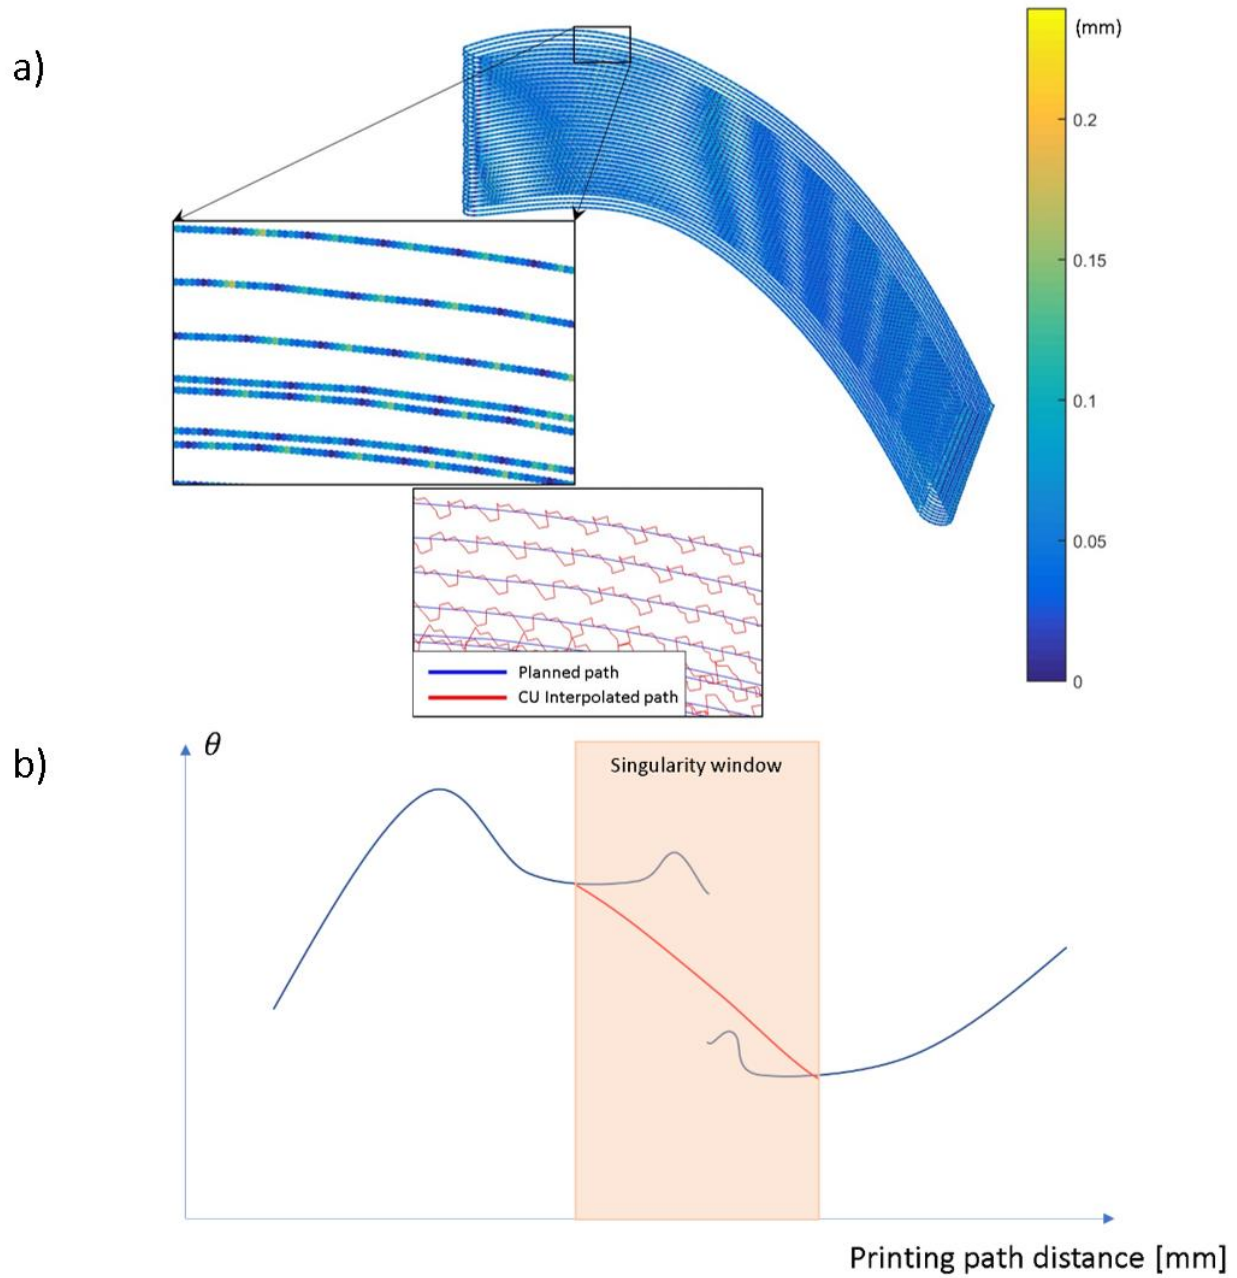 a)
(mm)
0.2
0.15
0.1
0.05
0
Planned path
CU Interpolated path
b)
θ
Singularity window
Printing path distance [mm]